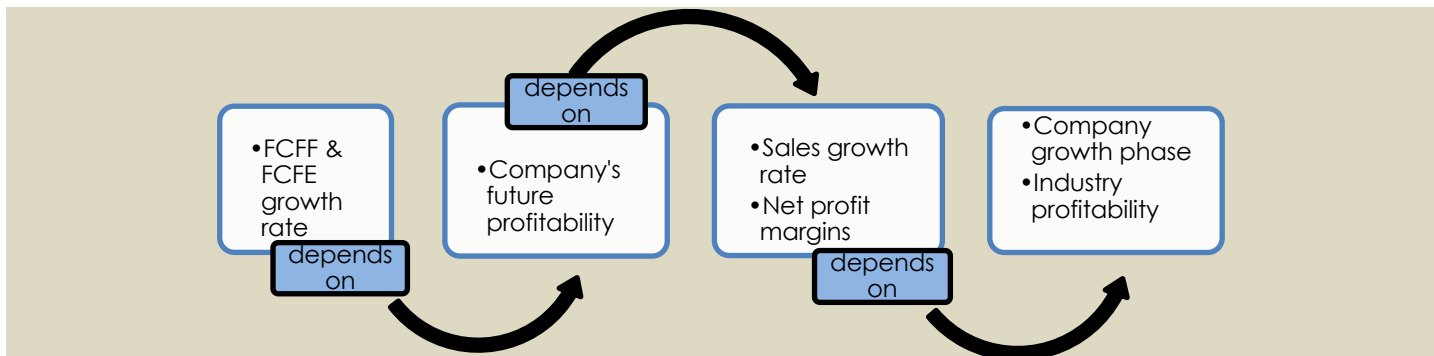 •FCFF &
FCFE
growth
rate
depends
on
depends
on
•Company's
future
profitability
•Sales growth
rate
•Net profit
margins
depends
on
•Company
growth phase
•Industry
profitability